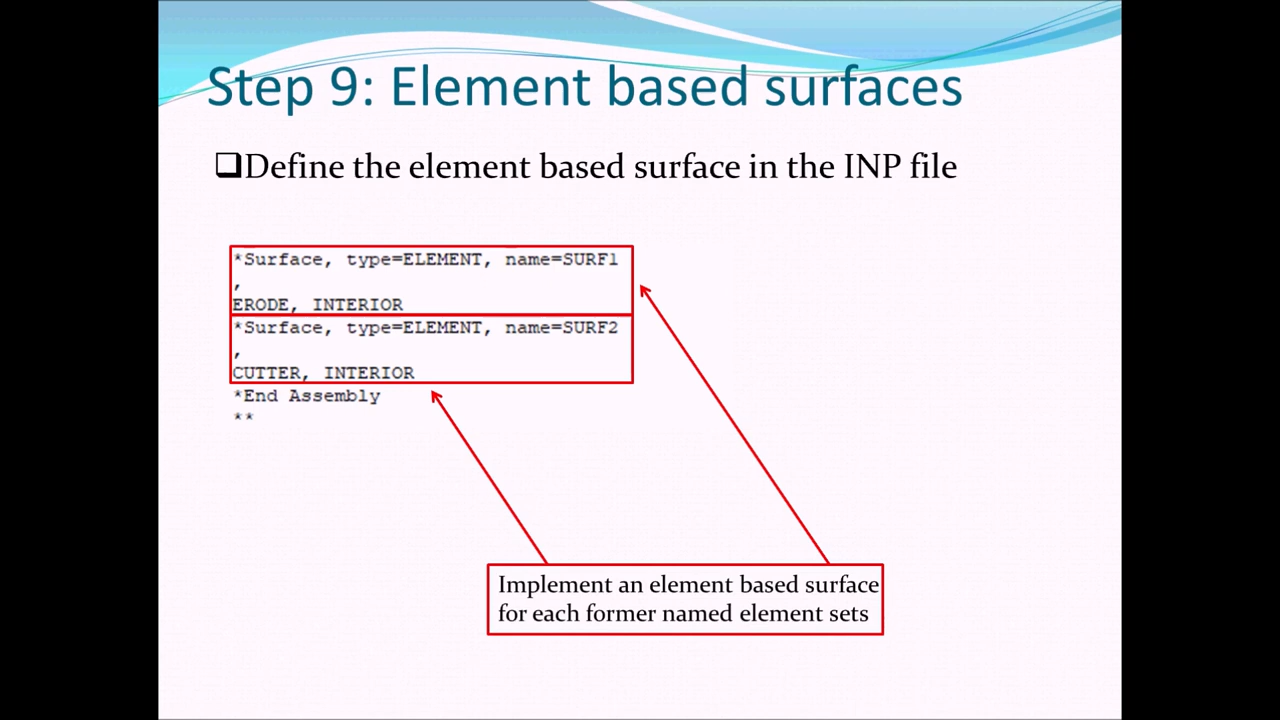 Step 9: Element based surfaces
❑Define the element based surface in the INP file
*Surface, type=ELEMENT, name=SURF1
,
ERODE, INTERIOR
*Surface, type=ELEMENT, name=SURF2
,
CUTTER, INTERIOR
*End Assembly
**
Implement an element based surface
for each former named element sets